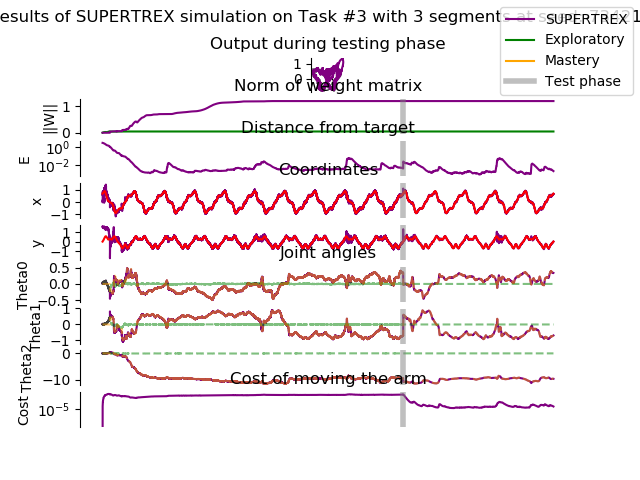 esults of SUPERTREX simulation on Task #3 with 3 segments at
SUPERTREX
Exploratory
Mastery
Test phase
Output during testing phase
1
0
Norm of weight matrix
||W||
1
0
Distance from target
E
10⁰
10⁻²
Coordinates
x
1
0
−1
y
1
0
−1
Joint angles
Theta0
0.5
0.0
−0.5
Theta1
1
0
−1
Theta2
0
−10
Cost of moving the arm
Cost
10⁻⁵